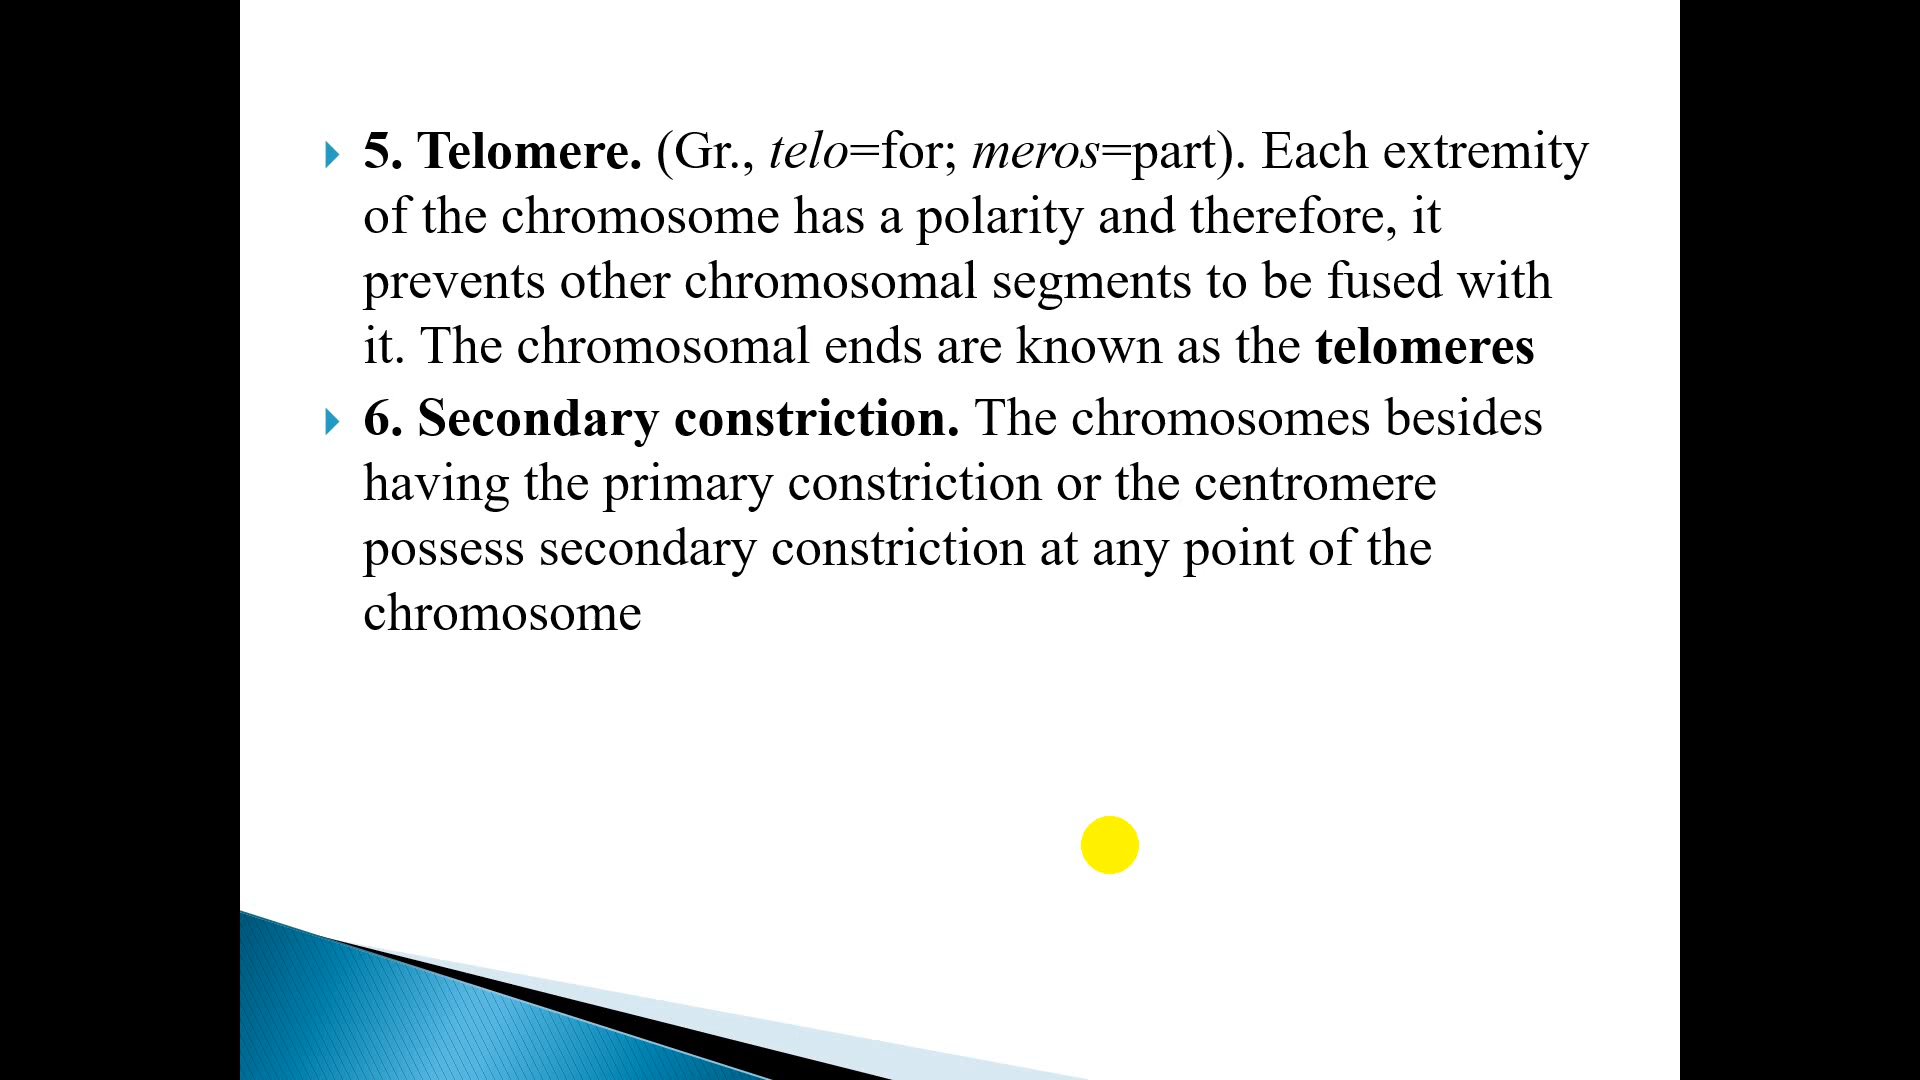 5. Telomere. (Gr., telo=for; meros=part). Each extremity
of the chromosome has a polarity and therefore, it
prevents other chromosomal segments to be fused with
it. The chromosomal ends are known as the telomeres
6. Secondary constriction. The chromosomes besides
having the primary constriction or the centromere
possess secondary constriction at any point of the
chromosome